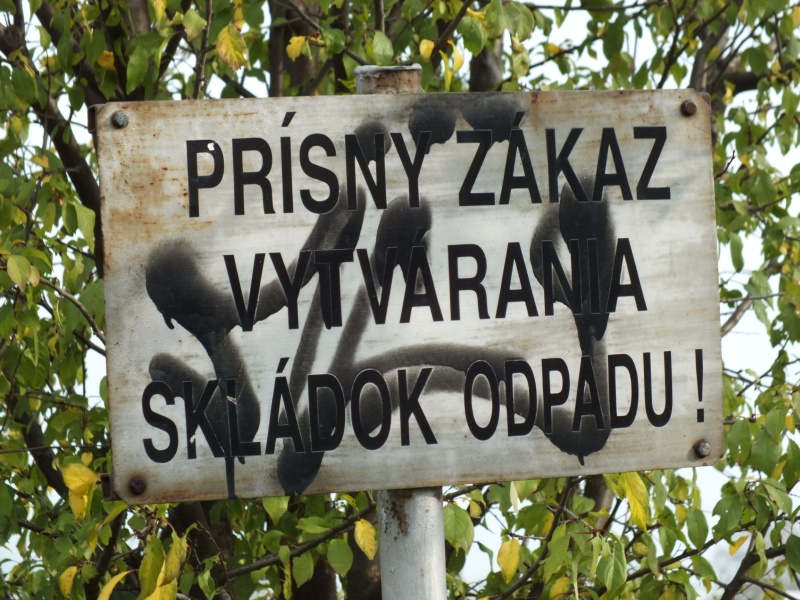 PRÍSNY ZÁKAZ
VYTVÁRANIA
SKLÁDOK ODPADU !